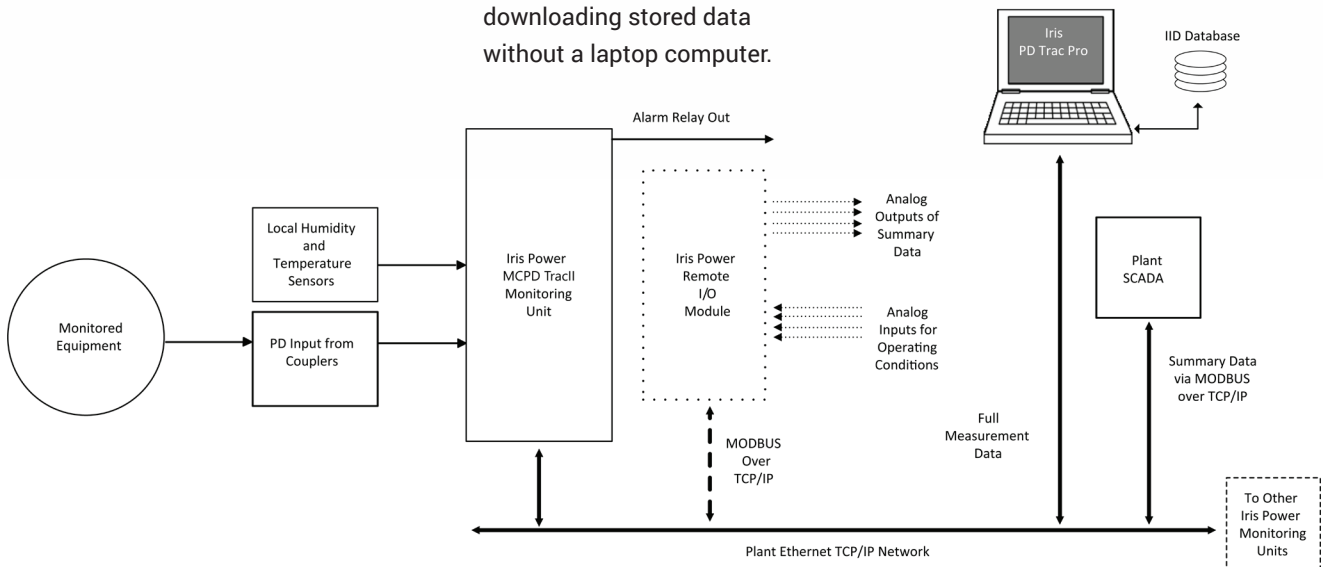 downloading stored data
without a laptop computer.
Iris
PD Trac Pro
IID Database
Alarm Relay Out
Local Humidity
and
Temperature
Sensors
Iris Power
MCPD TracII
Monitoring
Unit
Iris Power
Remote
I/O
Module
Analog
Outputs of
Summary
Data
Plant
SCADA
Monitored
Equipment
PD Input from
Couplers
Analog
Inputs for
Operating
Conditions
Summary Data
via MODBUS
over TCP/IP
Full
Measurement
Data
MODBUS
Over
TCP/IP
To Other
Iris Power
Monitoring
Units
Plant Ethernet TCP/IP Network